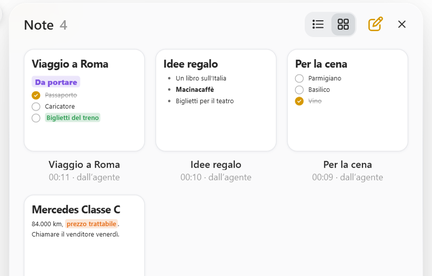 Note 4
Viaggio a Roma
Da portare
Passaporto
Caricatore
Biglietti del treno
Idee regalo
Un libro sull'Italia
Macinacaffè
Biglietti per il teatro
Per la cena
Parmigiano
Basilico
Vino
Viaggio a Roma
00:11 · dall'agente
Idee regalo
00:10 · dall'agente
Per la cena
00:09 · dall'agente
Mercedes Classe C
84.000 km, prezzo trattabile.
Chiamare il venditore venerdì.